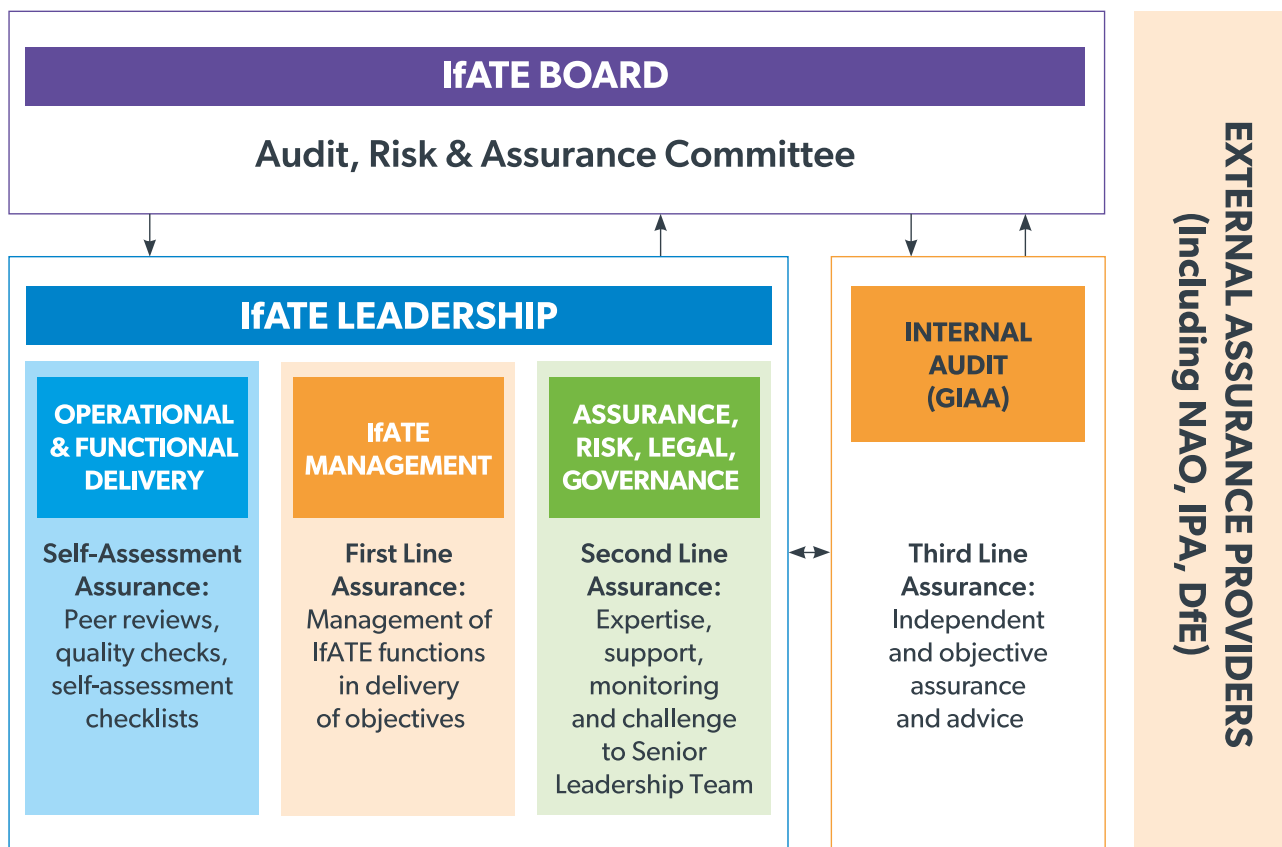 IfATE BOARD
Audit, Risk & Assurance Committee
IfATE LEADERSHIP
OPERATIONAL
& FUNCTIONAL
DELIVERY
Self-Assessment
Assurance:
Peer reviews,
quality checks,
self-assessment
checklists
IfATE
MANAGEMENT
First Line
Assurance:
Management of
IfATE functions
in delivery
of objectives
ASSURANCE,
RISK, LEGAL,
GOVERNANCE
Second Line
Assurance:
Expertise,
support,
monitoring
and challenge
to Senior
Leadership Team
INTERNAL
AUDIT
(GIAA)
Third Line
Assurance:
Independent
and objective
assurance
and advice
EXTERNAL ASSURANCE PROVIDERS
(Including NAO, IPA, DfE)